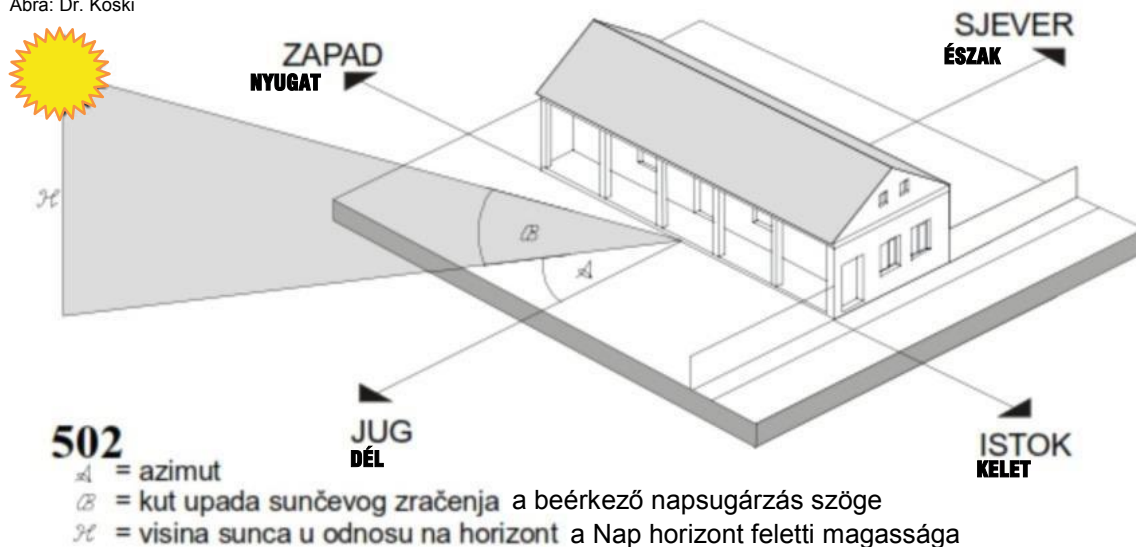 Ábra: Dr. Koski
ZAPAD
NYUGAT
SJEVER
ÉSZAK
ℋ
ℬ
𝒜
JUG
DÉL
ISTOK
KELET
502
𝒜 = azimut
ℬ = kut upada sunčevog zračenja a beérkező napsugárzás szöge
ℋ = visina sunca u odnosu na horizont a Nap horizont feletti magassága